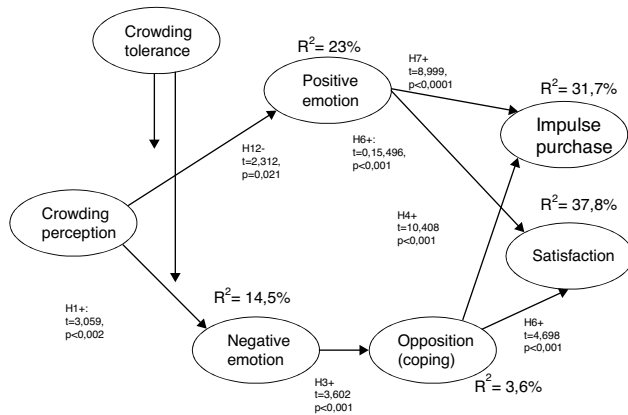 Crowding
tolerance
R²= 23%
Positive
emotion
H7+
t=8,999,
p<0,0001
R²= 31,7%
Impulse
purchase
H12-
t=2,312,
p=0,021
H6+:
t=0,15,496,
p<0,001
Crowding
perception
H4+
t=10,408
p<0,001
R²= 37,8%
Satisfaction
H1+:
t=3,059,
p<0,002
R²= 14,5%
Negative
emotion
H3+
t=3,602
p<0,001
Opposition
(coping)
H6+
t=4,698
p<0,001
R²= 3,6%